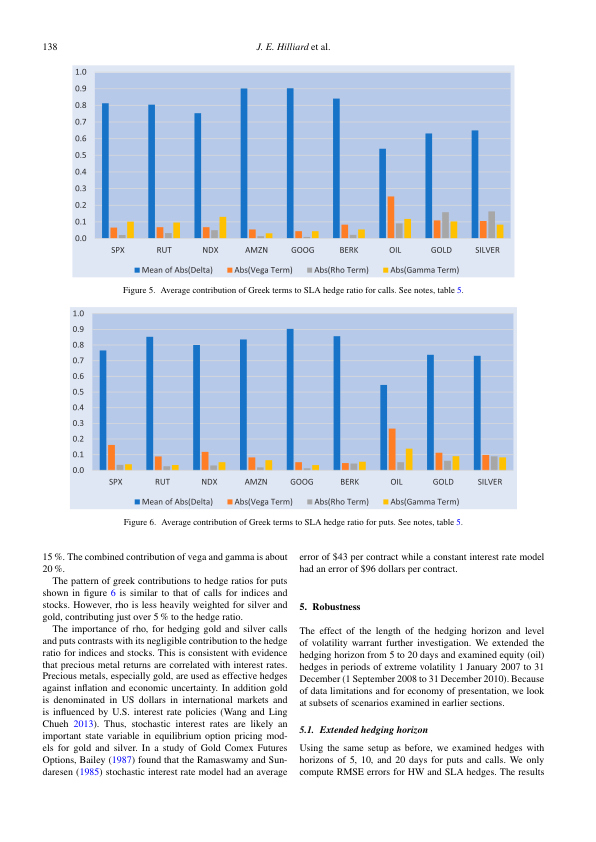 138
J. E. Hilliard et al.
1.0
0.9
0.8
0.7
0.6
0.5
0.4
0.3
0.2
0.1
0.0
SPX RUT NDX AMZN GOOG BERK OIL GOLD SILVER
Mean of Abs(Delta) Abs(Vega Term) Abs(Rho Term) Abs(Gamma Term)
Figure 5. Average contribution of Greek terms to SLA hedge ratio for calls. See notes, table 5.
1.0
0.9
0.8
0.7
0.6
0.5
0.4
0.3
0.2
0.1
0.0
SPX RUT NDX AMZN GOOG BERK OIL GOLD SILVER
Mean of Abs(Delta) Abs(Vega Term) Abs(Rho Term) Abs(Gamma Term)
Figure 6. Average contribution of Greek terms to SLA hedge ratio for puts. See notes, table 5.
15 %. The combined contribution of vega and gamma is about
20 %.
The pattern of greek contributions to hedge ratios for puts
shown in figure 6 is similar to that of calls for indices and
stocks. However, rho is less heavily weighted for silver and
gold, contributing just over 5 % to the hedge ratio.
The importance of rho, for hedging gold and silver calls
and puts contrasts with its negligible contribution to the hedge
ratio for indices and stocks. This is consistent with evidence
that precious metal returns are correlated with interest rates.
Precious metals, especially gold, are used as effective hedges
against inflation and economic uncertainty. In addition gold
is denominated in US dollars in international markets and
is influenced by U.S. interest rate policies (Wang and Ling
Chueh 2013). Thus, stochastic interest rates are likely an
important state variable in equilibrium option pricing mod-
els for gold and silver. In a study of Gold Comex Futures
Options, Bailey (1987) found that the Ramaswamy and Sun-
daresen (1985) stochastic interest rate model had an average
error of $43 per contract while a constant interest rate model
had an error of $96 dollars per contract.
5. Robustness
The effect of the length of the hedging horizon and level
of volatility warrant further investigation. We extended the
hedging horizon from 5 to 20 days and examined equity (oil)
hedges in periods of extreme volatility 1 January 2007 to 31
December (1 September 2008 to 31 December 2010). Because
of data limitations and for economy of presentation, we look
at subsets of scenarios examined in earlier sections.
5.1. Extended hedging horizon
Using the same setup as before, we examined hedges with
horizons of 5, 10, and 20 days for puts and calls. We only
compute RMSE errors for HW and SLA hedges. The results